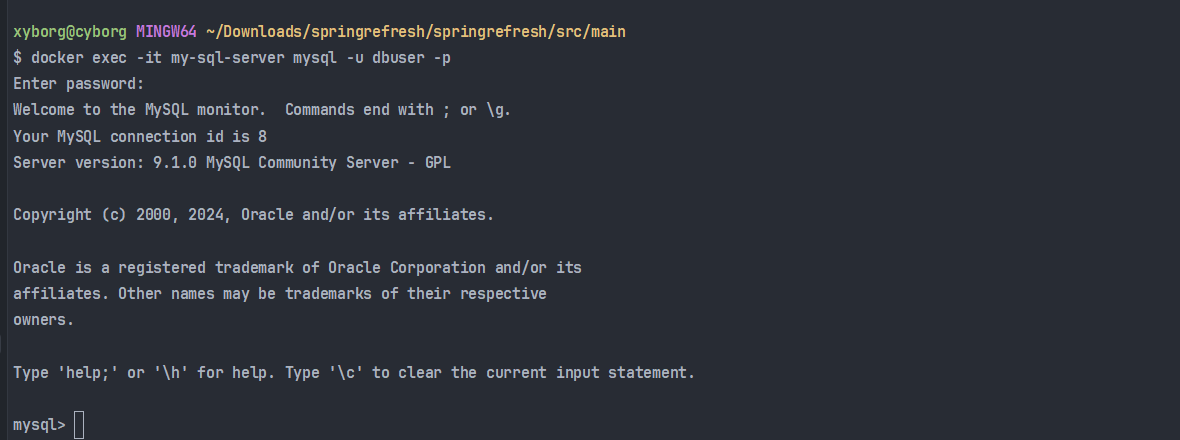 xyborg@cyborg MINGW64 ~/Downloads/springrefresh/springrefresh/src/main
$ docker exec -it my-sql-server mysql -u dbuser -p
Enter password:
Welcome to the MySQL monitor.  Commands end with ; or \g.
Your MySQL connection id is 8
Server version: 9.1.0 MySQL Community Server - GPL
Copyright (c) 2000, 2024, Oracle and/or its affiliates.
Oracle is a registered trademark of Oracle Corporation and/or its
affiliates. Other names may be trademarks of their respective
owners.
Type 'help;' or '\h' for help. Type '\c' to clear the current input statement.
mysql>